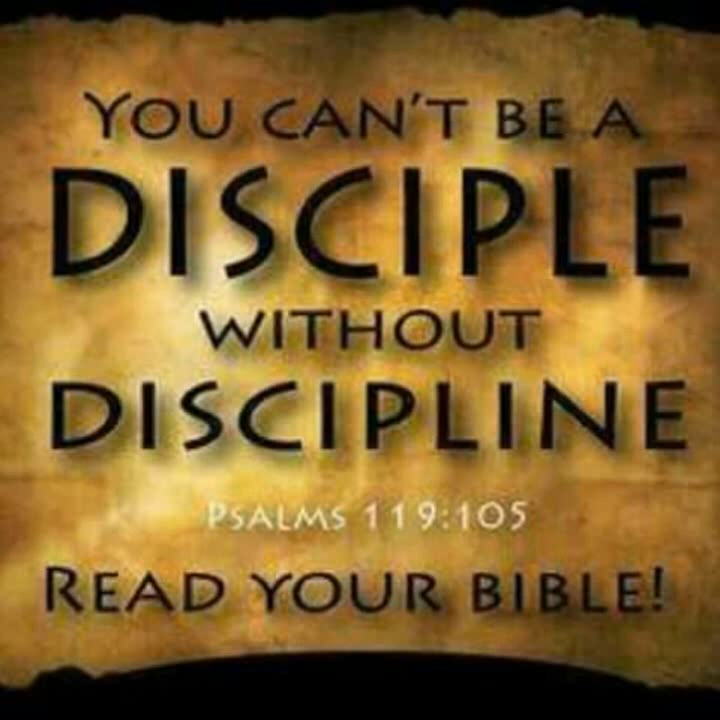 YOU CAN'T BE A
DISCIPLE
WITHOUT
DISCIPLINE
PSALMS 119:105
READ YOUR BIBLE!